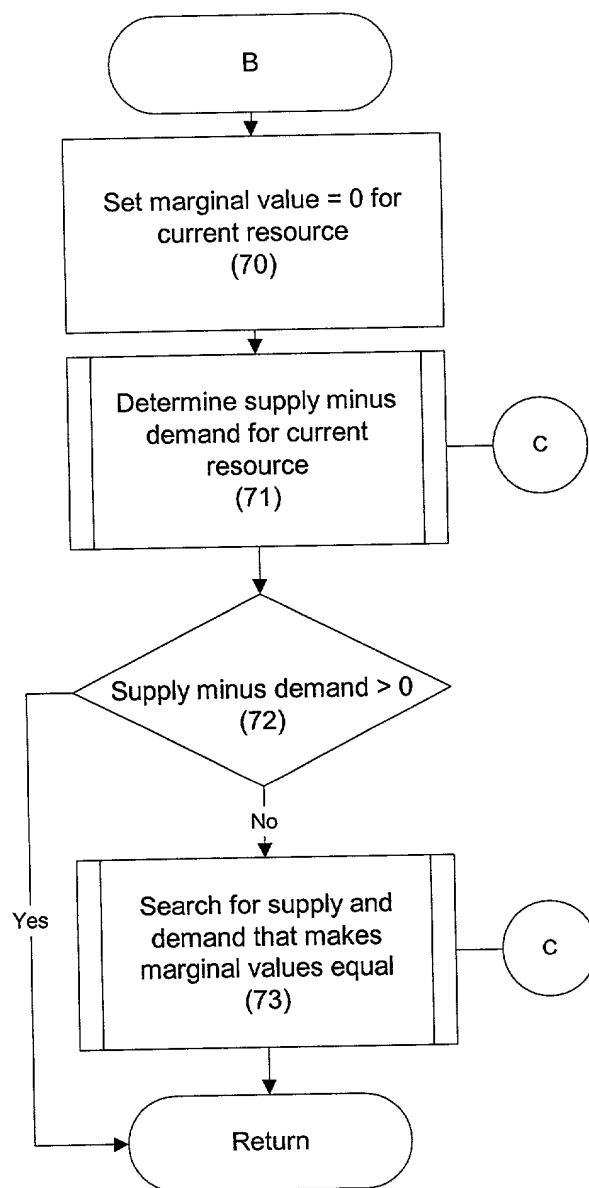 B
Set marginal value = 0 for
current resource
(70)
Determine supply minus
demand for current
resource
(71)
C
Supply minus demand > 0
(72)
No
Yes
Search for supply and
demand that makes
marginal values equal
(73)
C
Return